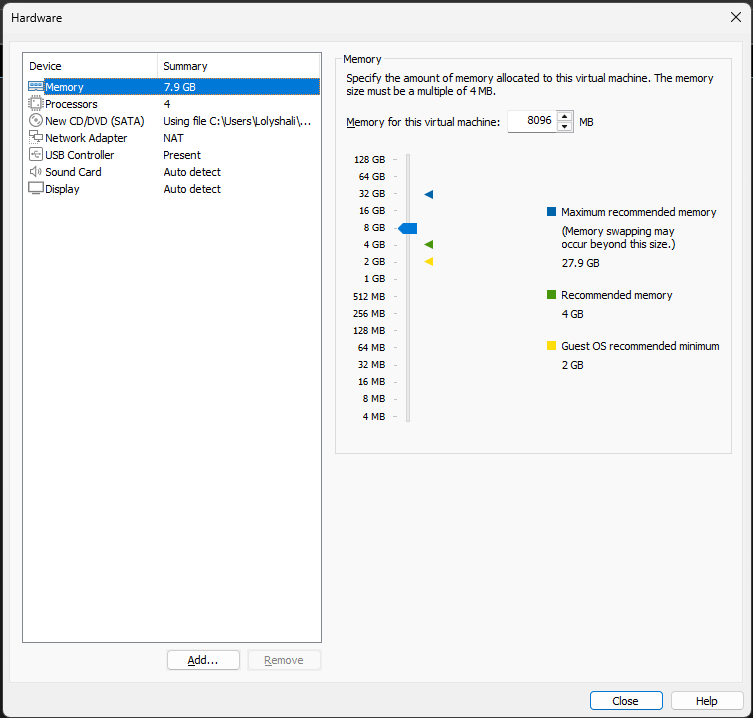 Hardware
Device Summary
Memory 7.9 GB
Processors 4
New CD/DVD (SATA) Using file C:\Users\Lolyshali\...
Network Adapter NAT
USB Controller Present
Sound Card Auto detect
Display Auto detect
Add...
Remove
Memory
Specify the amount of memory allocated to this virtual machine. The memory
size must be a multiple of 4 MB.
Memory for this virtual machine: 8096 MB
128 GB
64 GB
32 GB
16 GB
8 GB
4 GB
2 GB
1 GB
512 MB
256 MB
128 MB
64 MB
32 MB
16 MB
8 MB
4 MB
Maximum recommended memory
(Memory swapping may
occur beyond this size.)
27.9 GB
Recommended memory
4 GB
Guest OS recommended minimum
2 GB
Close
Help